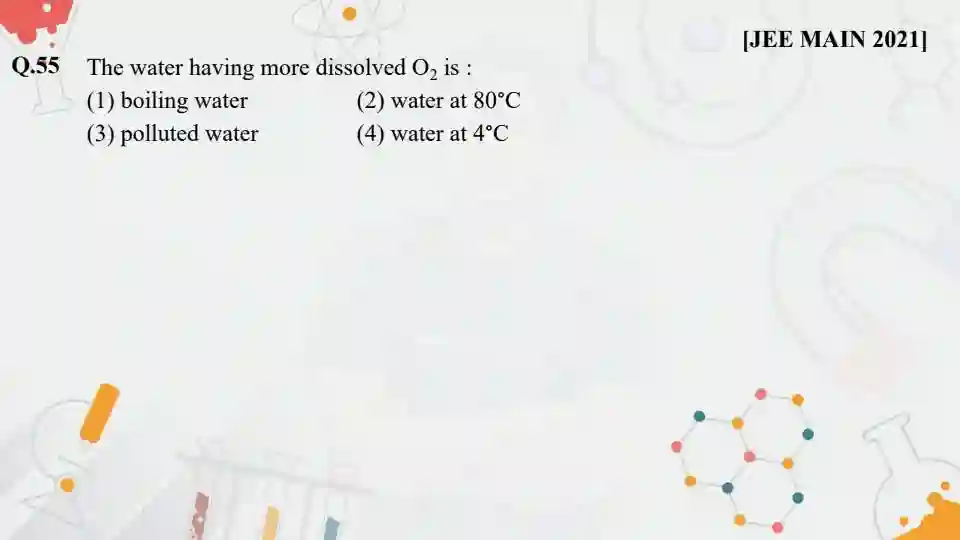 [JEE MAIN 2021]
Q.55 The water having more dissolved O₂ is :
(1) boiling water (2) water at 80°C
(3) polluted water (4) water at 4°C